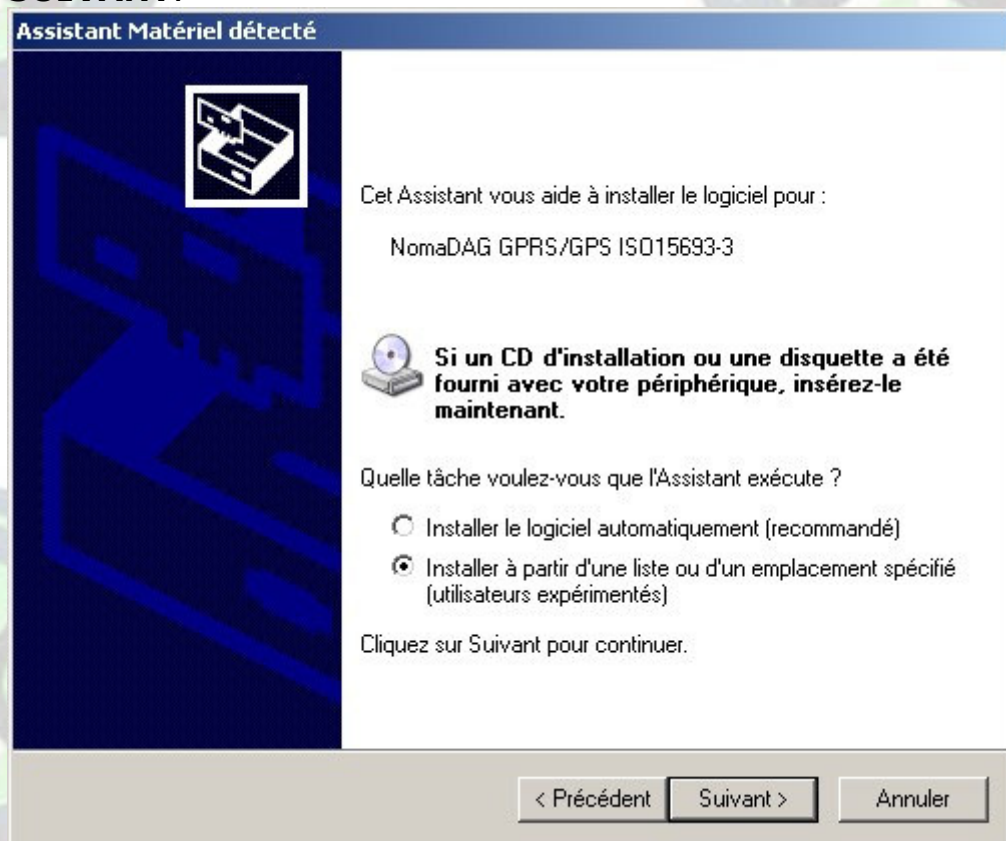 SUIVANT.
Assistant Matériel détecté
Cet Assistant vous aide à installer le logiciel pour :
NomaDAG GPRS/GPS ISO15693-3
Si un CD d'installation ou une disquette a été
fourni avec votre périphérique, insérez-le
maintenant.
Quelle tâche voulez-vous que l'Assistant exécute ?
Installer le logiciel automatiquement (recommandé)
Installer à partir d'une liste ou d'un emplacement spécifié
(utilisateurs expérimentés)
Cliquez sur Suivant pour continuer.
< Précédent Suivant > Annuler